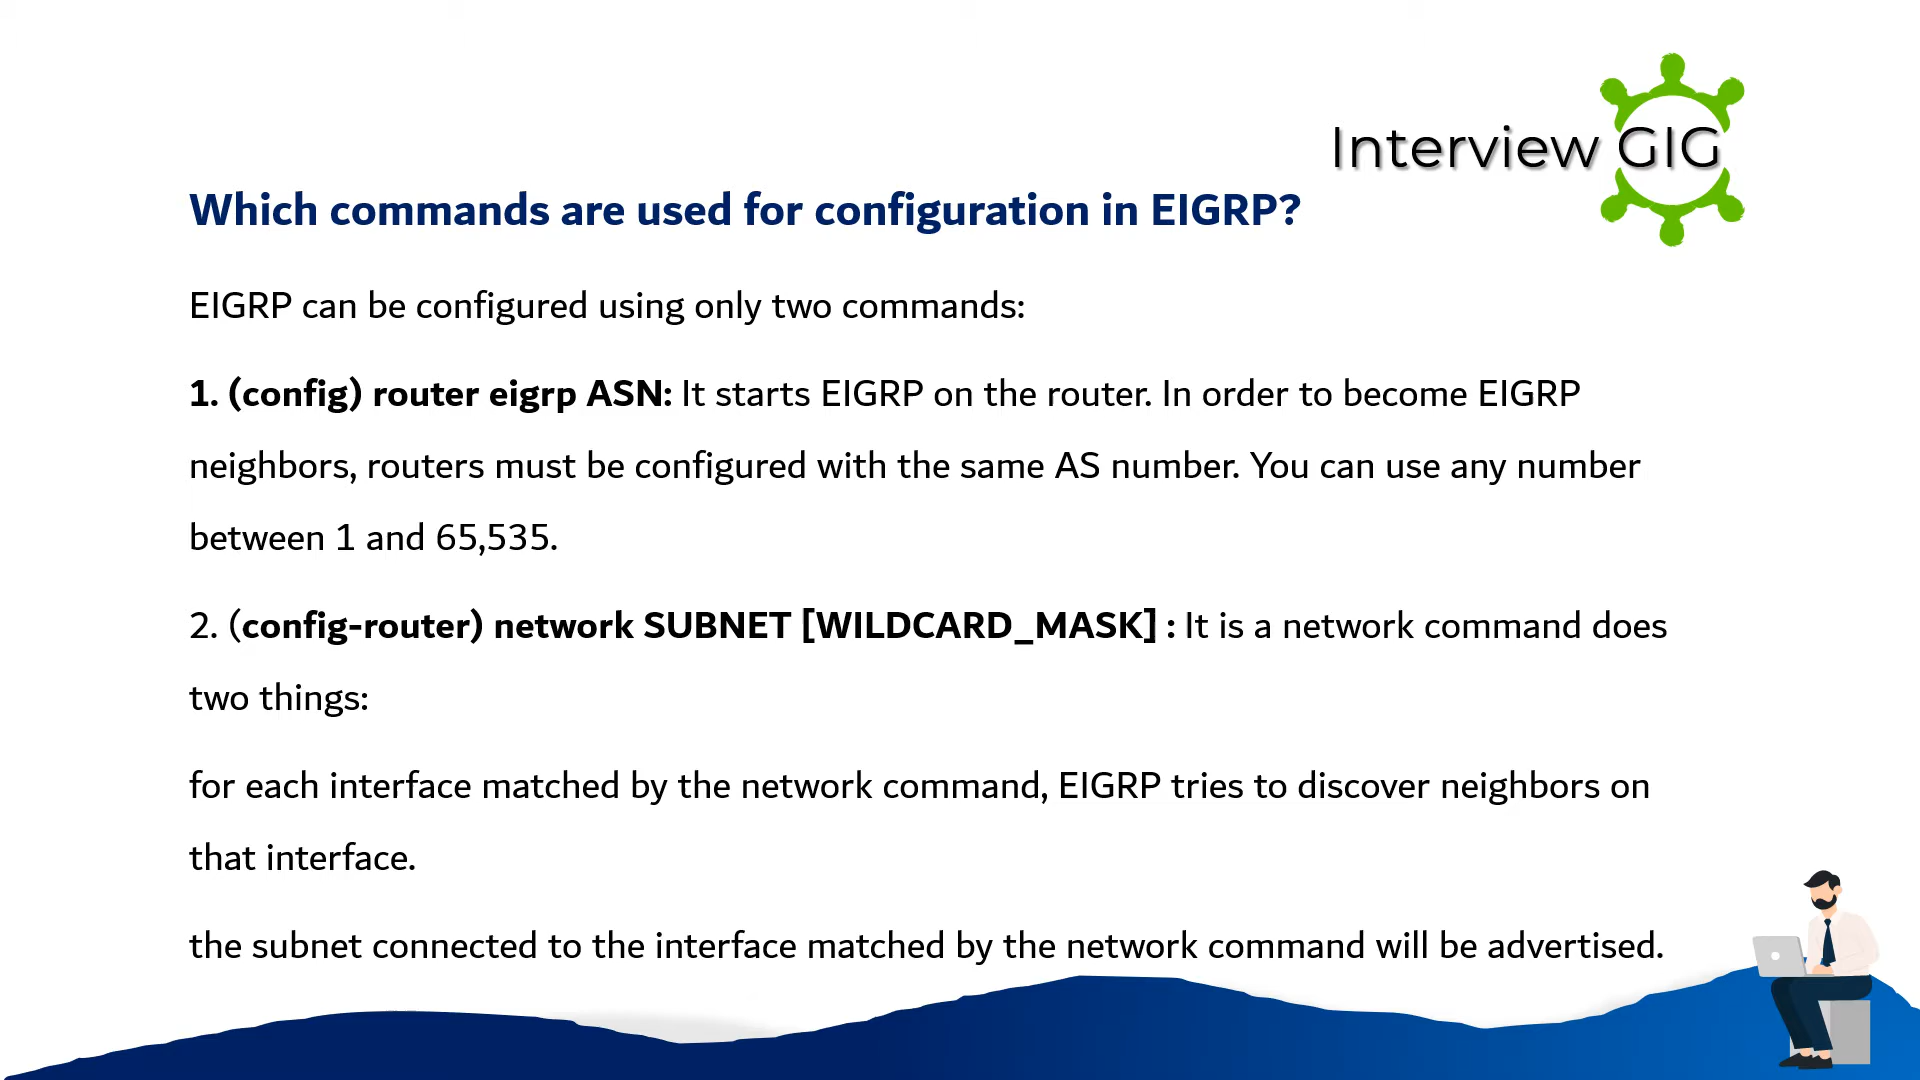 Interview GIG
Which commands are used for configuration in EIGRP?
EIGRP can be configured using only two commands:
1. (config) router eigrp ASN: It starts EIGRP on the router. In order to become EIGRP
neighbors, routers must be configured with the same AS number. You can use any number
between 1 and 65,535.
2. (config-router) network SUBNET [WILDCARD_MASK] : It is a network command does
two things:
for each interface matched by the network command, EIGRP tries to discover neighbors on
that interface.
the subnet connected to the interface matched by the network command will be advertised.